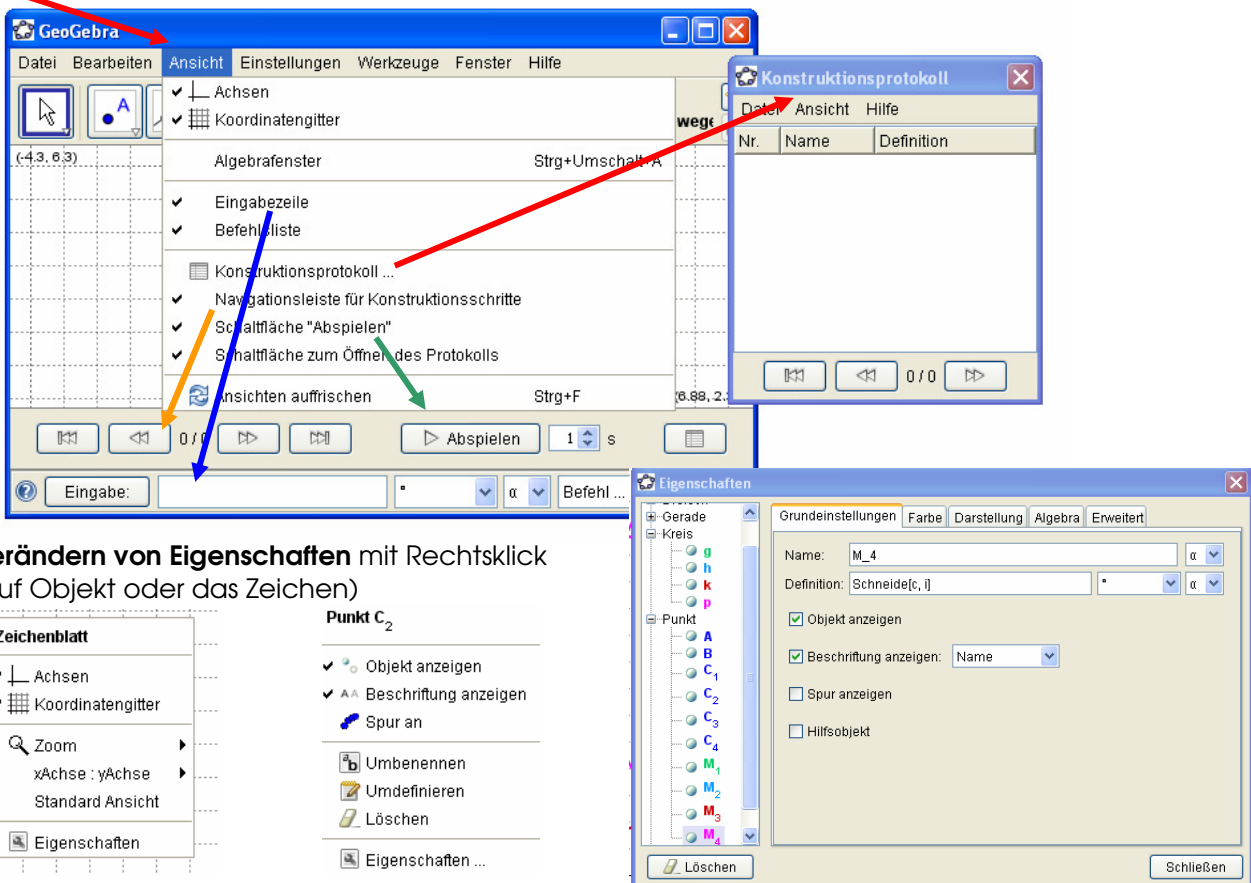 GeoGebra
Datei Bearbeiten Ansicht Einstellungen Werkzeuge Fenster Hilfe
Achsen
Koordinatengitter
(-4.3, 6.3)
Algebrafenster Strg+Umschalt+A
Eingabezeile
Befehlsliste
Konstruktionsprotokoll ...
Navigationsleiste für Konstruktionsschritte
Schaltfläche "Abspielen"
Schaltfläche zum Öffnen des Protokolls
Ansichten auffrischen Strg+F
0 / 0 Abspielen 1 s
Eingabe: ° α Befehl ...
Konstruktionsprotokoll
Datei Ansicht Hilfe
Nr. Name Definition
0 / 0
Eigenschaften
Gerade
Kreis
g
h
k
p
Punkt
A
B
C1
C2
C3
C4
M1
M2
M3
M4
Löschen
Grundeinstellungen Farbe Darstellung Algebra Erweitert
Name: M_4 α
Definition: Schneide[c, i] ° α
Objekt anzeigen
Beschriftung anzeigen: Name
Spur anzeigen
Hilfsobjekt
Schließen
erändern von Eigenschaften mit Rechtsklick
uf Objekt oder das Zeichen)
Zeichenblatt
Achsen
Koordinatengitter
Zoom
xAchse : yAchse
Standard Ansicht
Eigenschaften
Punkt C2
Objekt anzeigen
Beschriftung anzeigen
Spur an
Umbenennen
Umdefinieren
Löschen
Eigenschaften ...